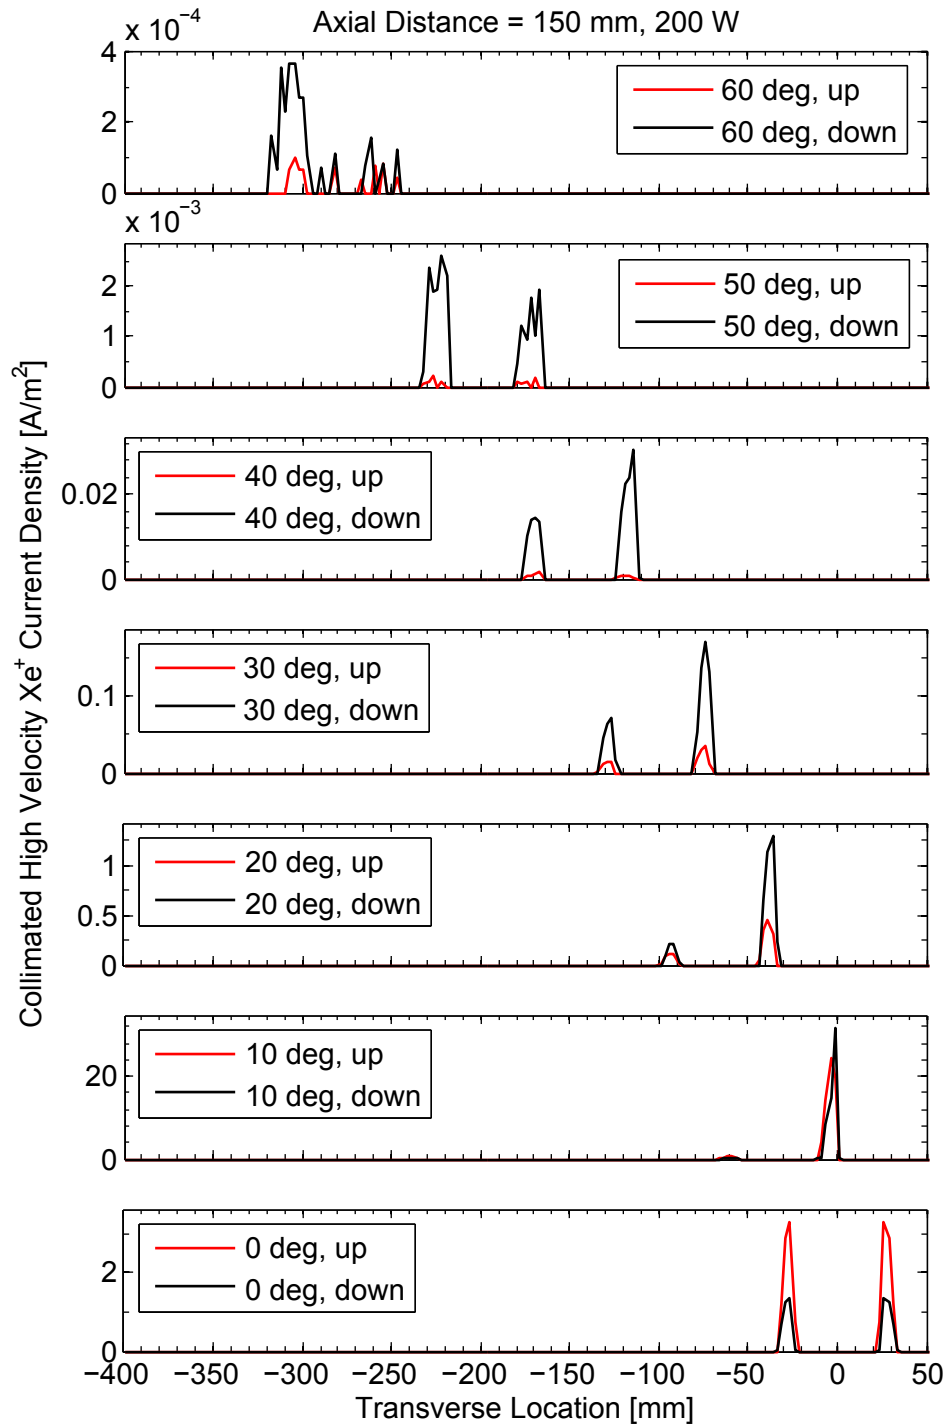 Axial Distance = 150 mm, 200 W
x 10−4
4
2
0
60 deg, up
60 deg, down
x 10−3
2
1
0
50 deg, up
50 deg, down
0.02
0
40 deg, up
40 deg, down
0.1
0
30 deg, up
30 deg, down
1
0.5
0
20 deg, up
20 deg, down
20
0
10 deg, up
10 deg, down
2
0
0 deg, up
0 deg, down
−400 −350 −300 −250 −200 −150 −100 −50 0 50
Transverse Location [mm]
Collimated High Velocity Xe+ Current Density [A/m2]